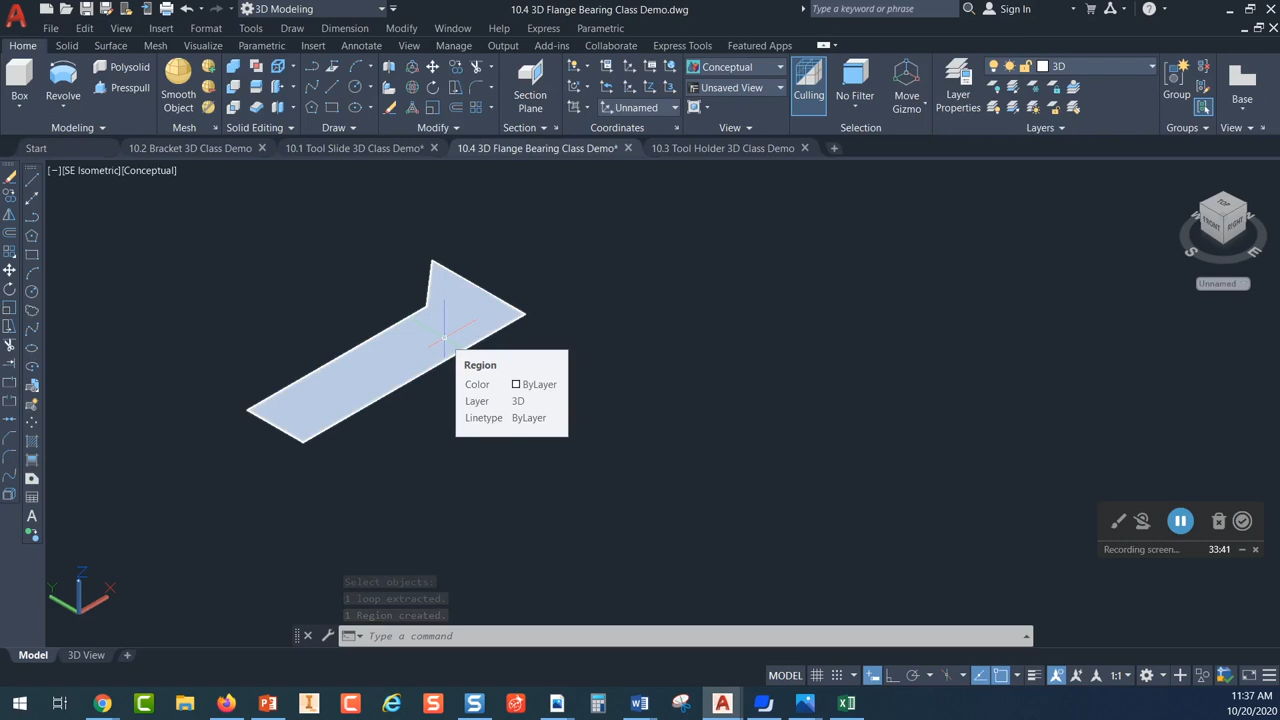 3D Modeling
10.4 3D Flange Bearing Class Demo.dwg
Type a keyword or phrase
Sign In
File Edit View Insert Format Tools Draw Dimension Modify Parametric Window Help Express Parametric
Home Solid Surface Mesh Visualize Parametric Insert Annotate View Manage Output Add-ins Collaborate Express Tools Featured Apps
Box
Revolve
Polysolid
Presspull
Smooth
Object
Section
Plane
Unnamed
Conceptual
Unsaved View
Culling
No Filter
Move
Gizmo
Layer
Properties
3D
Group
Base
Modeling Mesh Solid Editing Draw Modify Section Coordinates View Selection Layers Groups View
Start 10.2 Bracket 3D Class Demo 10.1 Tool Slide 3D Class Demo* 10.4 3D Flange Bearing Class Demo* 10.3 Tool Holder 3D Class Demo
[−][SE Isometric][Conceptual]
TOP
FRONT
RIGHT
W
N
S
E
Unnamed
Region
Color ByLayer
Layer 3D
Linetype ByLayer
Recording screen... 33:41
Z
Y
X
Select objects:
1 loop extracted.
1 Region created.
Type a command
Model 3D View
MODEL
1:1
11:37 AM
10/20/2020